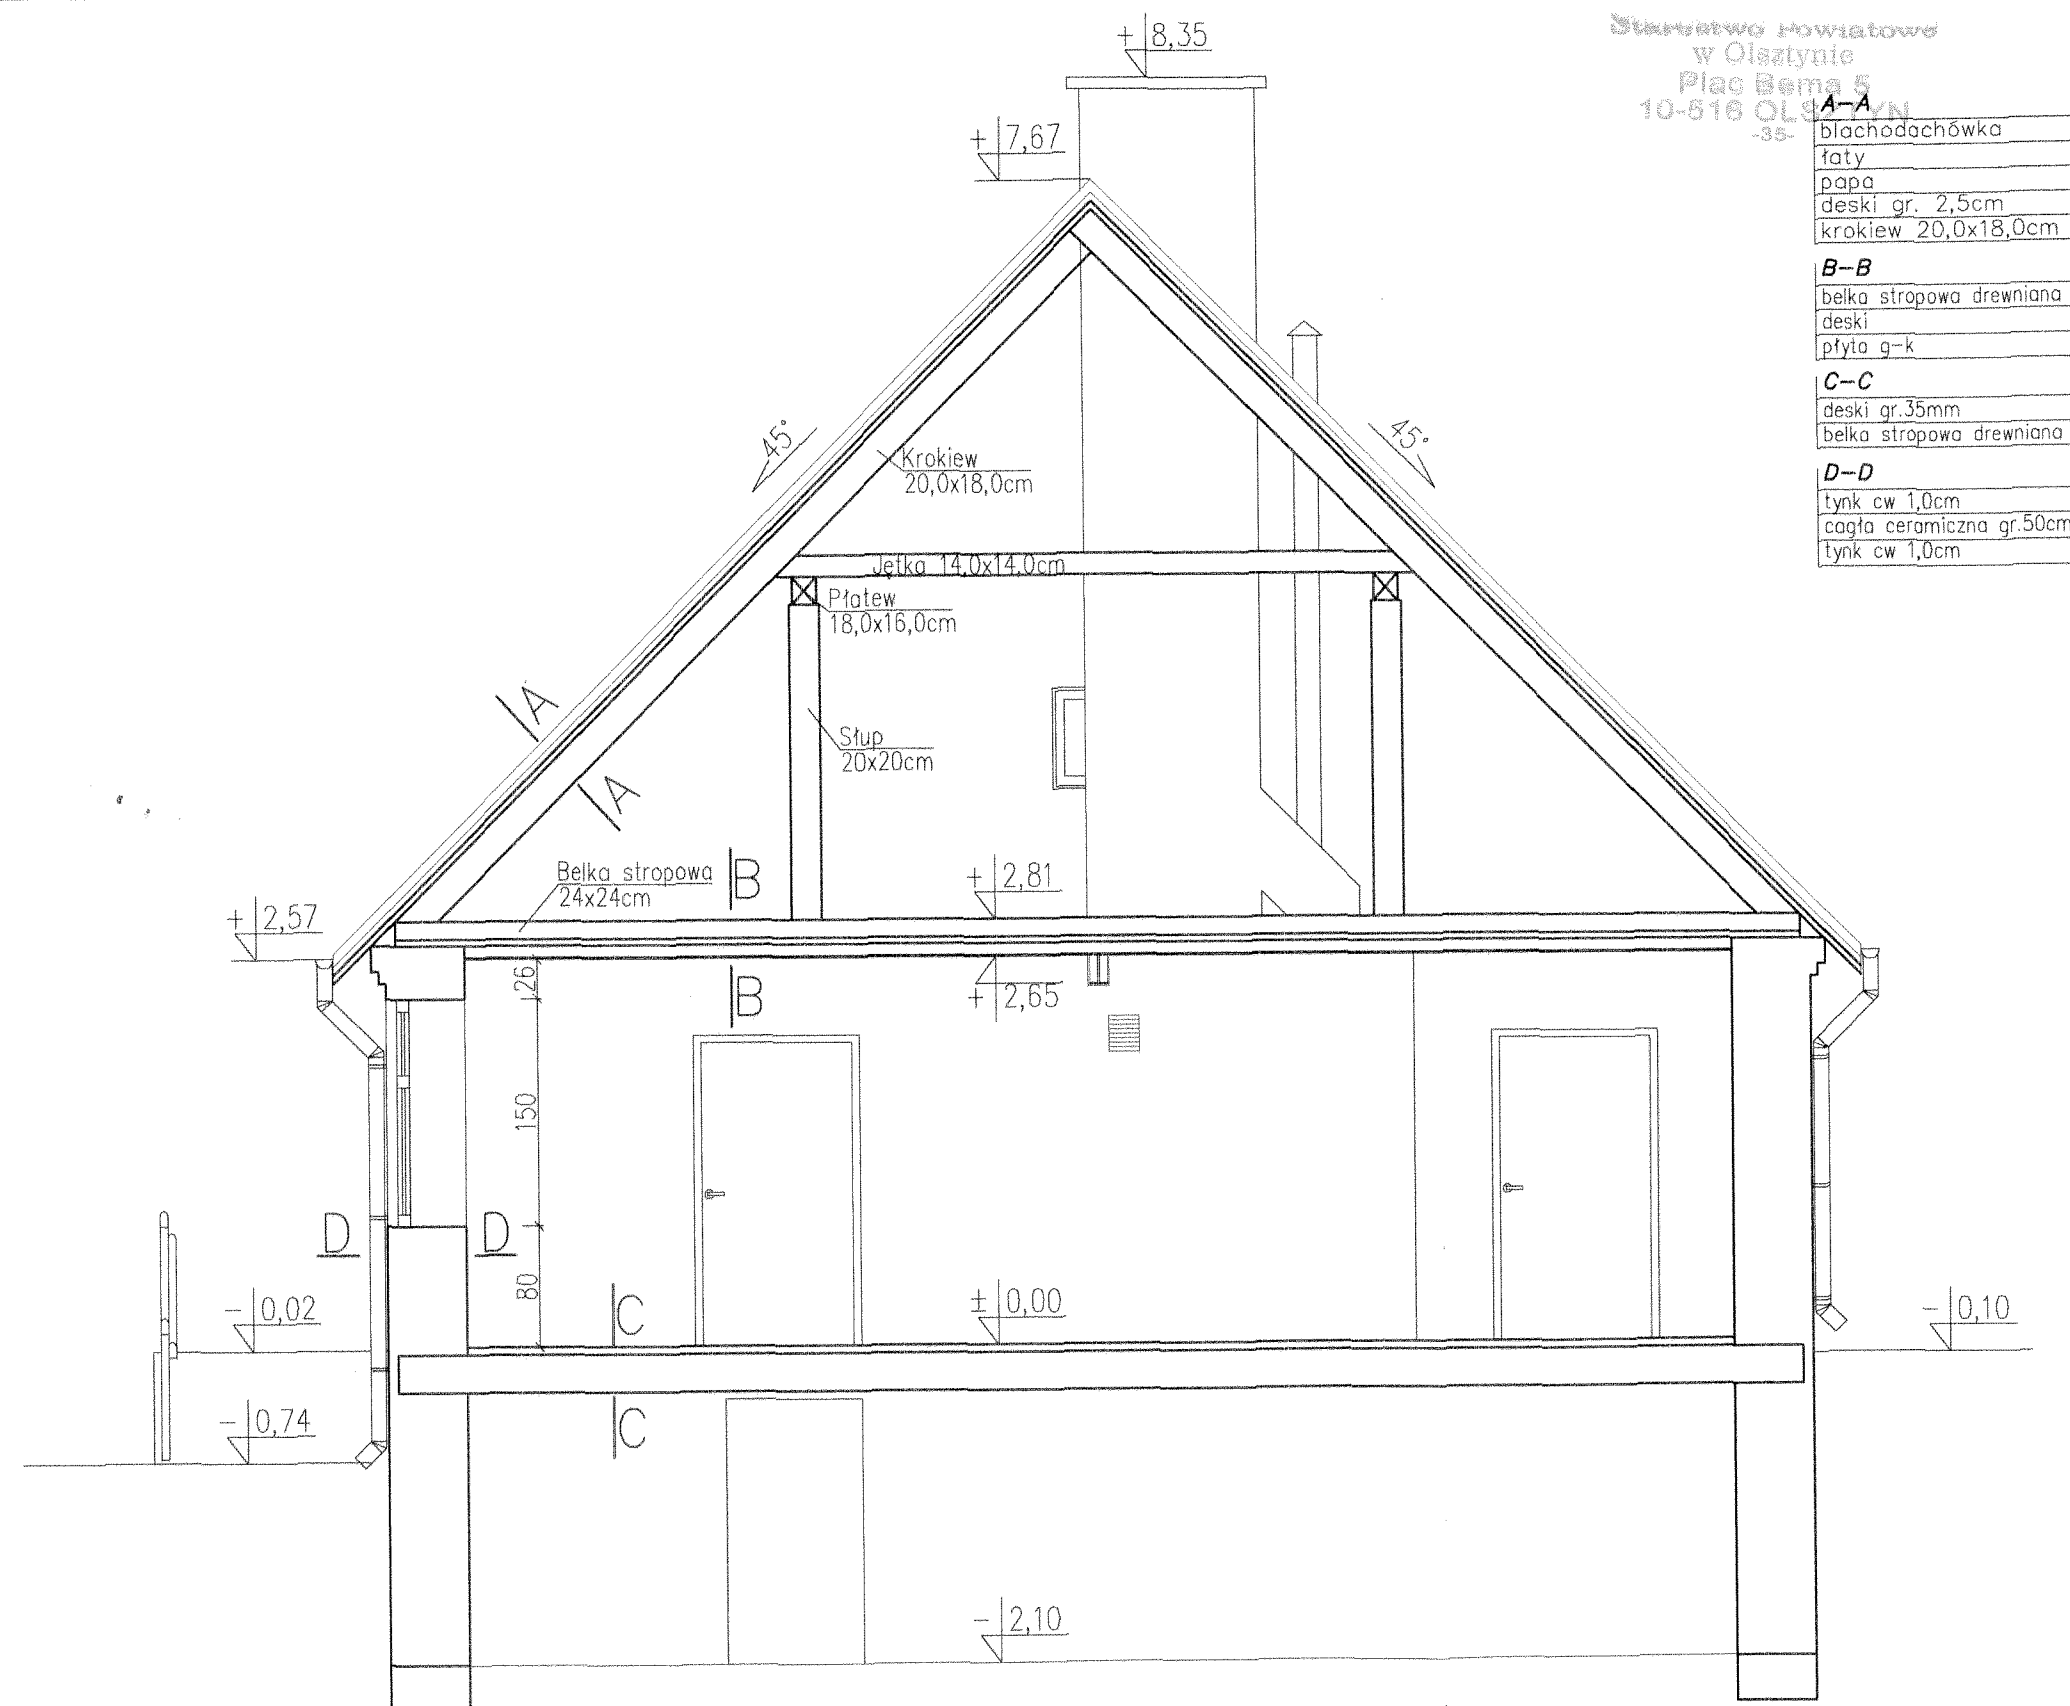 Starostwo Powiatowe
w Olsztynie
Plac Bema 5
10-516 OLSZTYN
-35-
+ 8,35
+ 7,67
A-A
blachodachówka
łaty
papa
deski gr. 2,5cm
krokiew 20,0x18,0cm
B-B
belka stropowa drewniana
deski
płyta g-k
C-C
deski gr.35mm
belka stropowa drewniana
D-D
tynk cw 1,0cm
cagła ceramiczna gr.50cm
tynk cw 1,0cm
45°
45°
Krokiew
20,0x18,0cm
Jętka 14,0x14,0cm
Płatew
18,0x16,0cm
A
Słup
20x20cm
A
Belka stropowa
24x24cm
B
+ 2,81
+ 2,57
26
B
+ 2,65
150
D
D
80
- 0,02
C
± 0,00
- 0,10
- 0,74
C
- 2,10